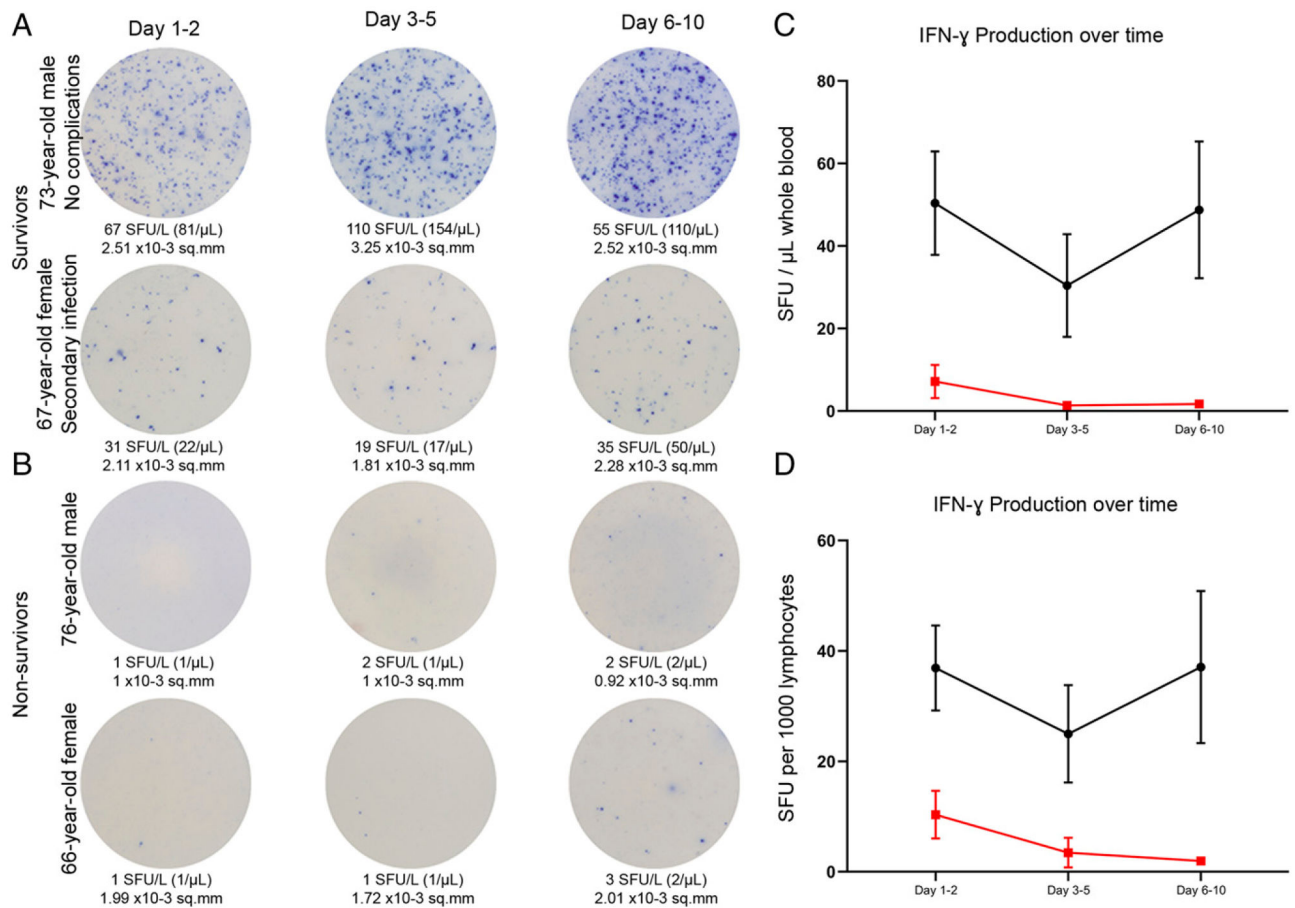 A
Day 1-2
Day 3-5
Day 6-10
Survivors
73-year-old male
No complications
67 SFU/L (81/µL)
2.51 x10-3 sq.mm
110 SFU/L (154/µL)
3.25 x10-3 sq.mm
55 SFU/L (110/µL)
2.52 x10-3 sq.mm
67-year-old female
Secondary infection
31 SFU/L (22/µL)
2.11 x10-3 sq.mm
19 SFU/L (17/µL)
1.81 x10-3 sq.mm
35 SFU/L (50/µL)
2.28 x10-3 sq.mm
B
Non-survivors
76-year-old male
1 SFU/L (1/µL)
1 x10-3 sq.mm
2 SFU/L (1/µL)
1 x10-3 sq.mm
2 SFU/L (2/µL)
0.92 x10-3 sq.mm
66-year-old female
1 SFU/L (1/µL)
1.99 x10-3 sq.mm
1 SFU/L (1/µL)
1.72 x10-3 sq.mm
3 SFU/L (2/µL)
2.01 x10-3 sq.mm
C
IFN-ɣ Production over time
SFU / µL whole blood
80
60
40
20
0
Day 1-2
Day 3-5
Day 6-10
D
IFN-ɣ Production over time
SFU per 1000 lymphocytes
60
40
20
0
Day 1-2
Day 3-5
Day 6-10